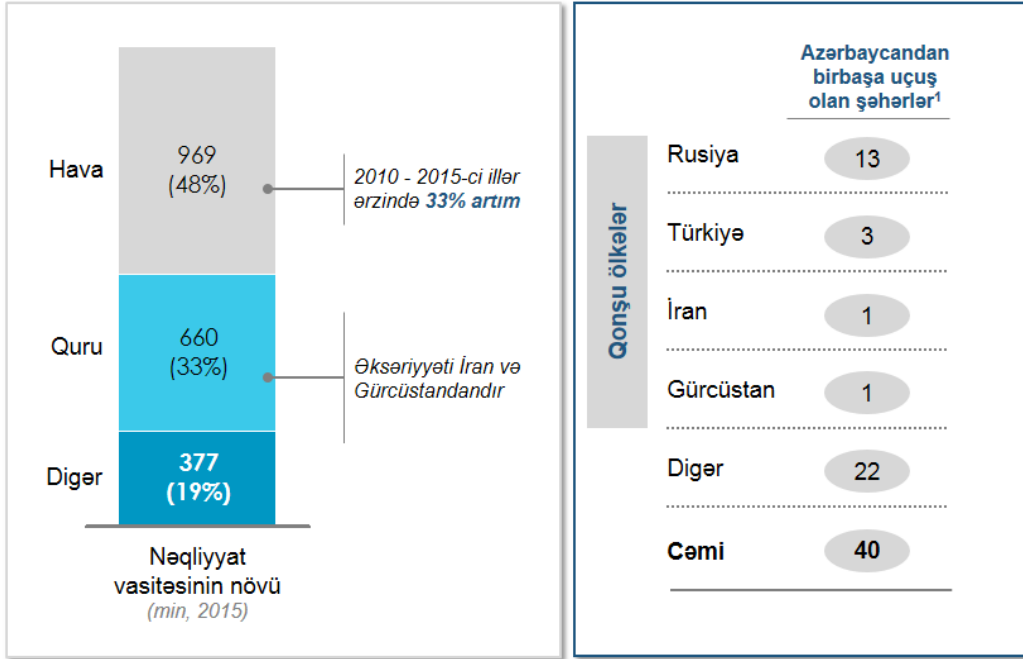 Hava
969
(48%)
2010 - 2015-ci illər
ərzində 33% artım
Quru
660
(33%)
Əksəriyyəti İran və
Gürcüstandandır
Digər
377
(19%)
Nəqliyyat
vasitəsinin növü
(min, 2015)
Azərbaycandan
birbaşa uçuş
olan şəhərlər¹
Qonşu ölkələr
Rusiya
13
Türkiyə
3
İran
1
Gürcüstan
1
Digər
22
Cəmi
40